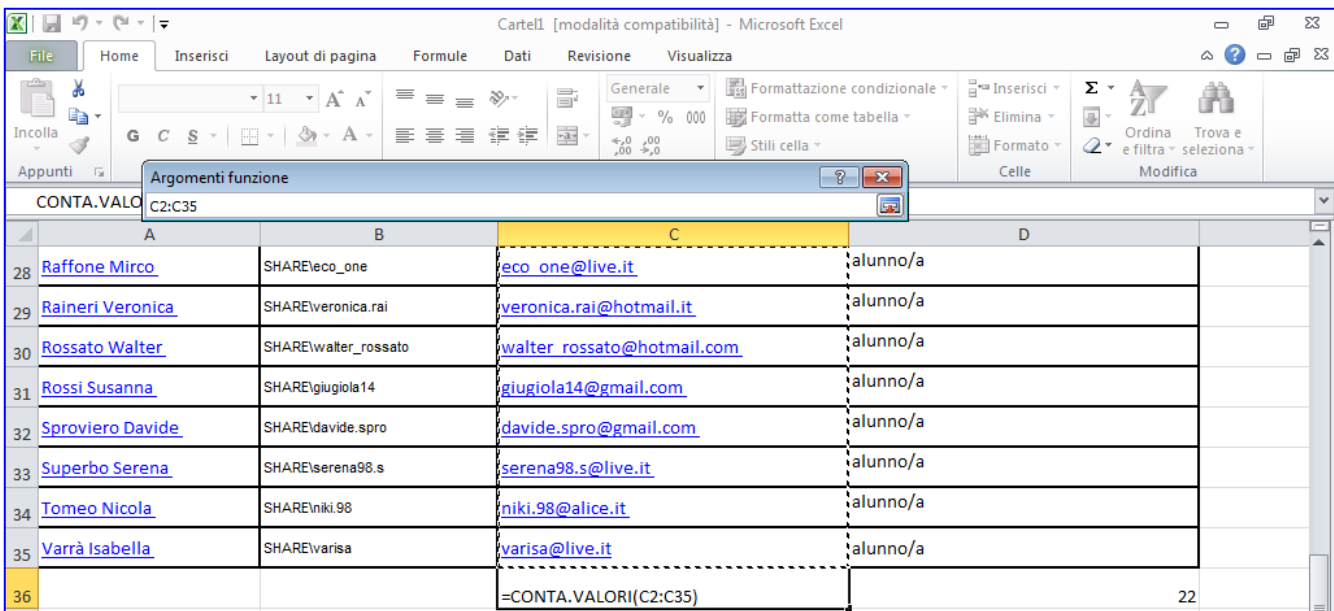 Cartel1 [modalità compatibilità] - Microsoft Excel
File Home Inserisci Layout di pagina Formule Dati Revisione Visualizza
Incolla
Appunti
11 A A
G C S A
Generale
% 000
Formattazione condizionale
Formatta come tabella
Stili cella
Inserisci
Elimina
Formato
Celle
Σ
Ordina e filtra
Trova e seleziona
Modifica
Argomenti funzione
CONTA.VALO
C2:C35
A B C D
28 Raffone Mirco SHARE\eco_one eco_one@live.it alunno/a
29 Raineri Veronica SHARE\veronica.rai veronica.rai@hotmail.it alunno/a
30 Rossato Walter SHARE\walter_rossato walter_rossato@hotmail.com alunno/a
31 Rossi Susanna SHARE\giugiola14 giugiola14@gmail.com alunno/a
32 Sproviero Davide SHARE\davide.spro davide.spro@gmail.com alunno/a
33 Superbo Serena SHARE\serena98.s serena98.s@live.it alunno/a
34 Tomeo Nicola SHARE\niki.98 niki.98@alice.it alunno/a
35 Varrà Isabella SHARE\varisa varisa@live.it alunno/a
36 =CONTA.VALORI(C2:C35) 22